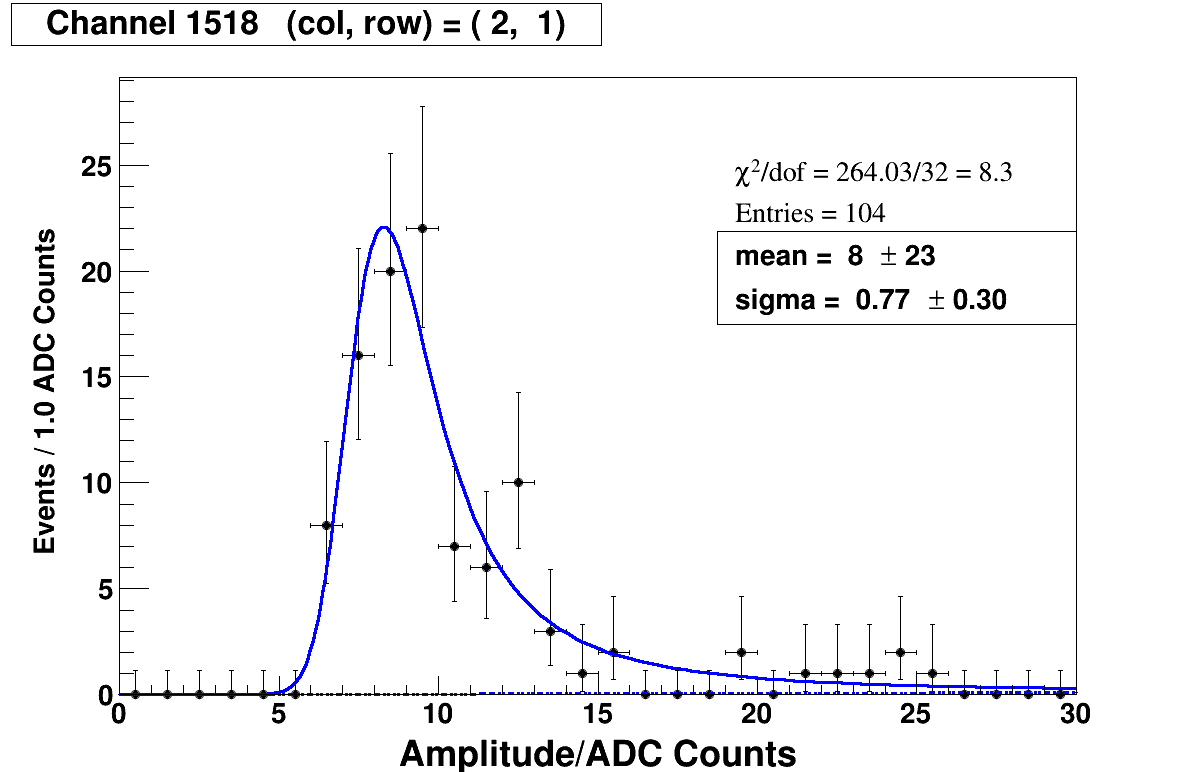 Channel 1518 (col, row) = ( 2, 1)
χ²/dof = 264.03/32 = 8.3
Entries = 104
mean = 8 ± 23
sigma = 0.77 ± 0.30
Events / 1.0 ADC Counts
25
20
15
10
5
0
0 5 10 15 20 25 30
Amplitude/ADC Counts